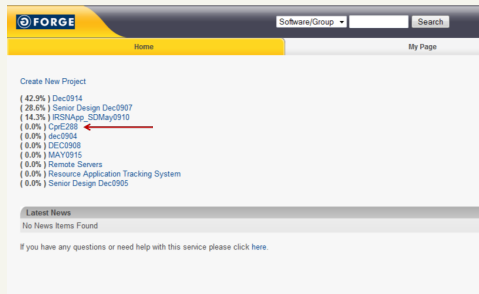 GFORGE
Software/Group
Search
Home
My Page
Create New Project
( 42.9% ) Dec0914
( 28.6% ) Senior Design Dec0907
( 14.3% ) IRSNApp_SDMay0910
( 0.0% ) CprE288
( 0.0% ) dec0904
( 0.0% ) DEC0908
( 0.0% ) MAY0915
( 0.0% ) Remote Servers
( 0.0% ) Resource Application Tracking System
( 0.0% ) Senior Design Dec0905
Latest News
No News Items Found
If you have any questions or need help with this service please click here.